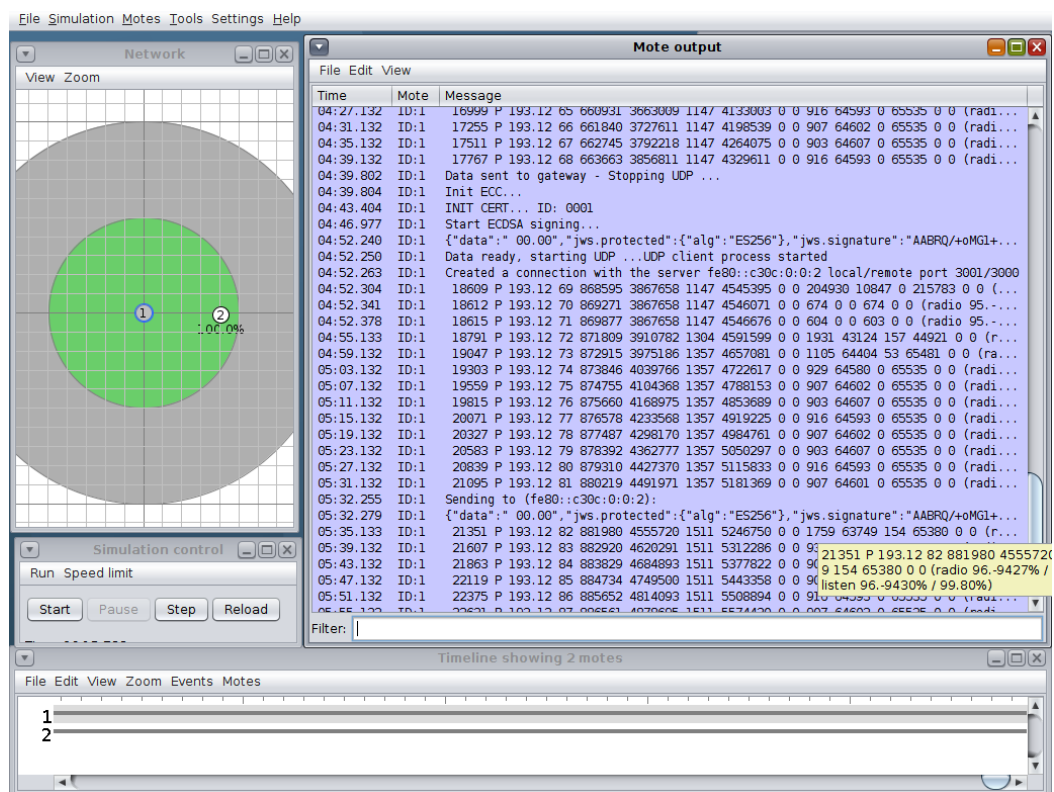 File Simulation Motes Tools Settings Help
Network
View Zoom
1
2
100.0%
Mote output
File Edit View
Time Mote Message
04:27.132 ID:1 16999 P 193.12 65 660931 3663009 1147 4133003 0 0 916 64593 0 65535 0 0 (radi...
04:31.132 ID:1 17255 P 193.12 66 661840 3727611 1147 4198539 0 0 907 64602 0 65535 0 0 (radi...
04:35.132 ID:1 17511 P 193.12 67 662745 3792218 1147 4264075 0 0 903 64607 0 65535 0 0 (radi...
04:39.132 ID:1 17767 P 193.12 68 663663 3856811 1147 4329611 0 0 916 64593 0 65535 0 0 (radi...
04:39.802 ID:1 Data sent to gateway - Stopping UDP ...
04:39.804 ID:1 Init ECC...
04:43.404 ID:1 INIT CERT... ID: 0001
04:46.977 ID:1 Start ECDSA signing...
04:52.240 ID:1 {"data":" 00.00","jws.protected":{"alg":"ES256"},"jws.signature":"AABRQ/+oMG1+...
04:52.250 ID:1 Data ready, starting UDP ...UDP client process started
04:52.263 ID:1 Created a connection with the server fe80::c30c:0:0:2 local/remote port 3001/3000
04:52.304 ID:1 18609 P 193.12 69 868595 3867658 1147 4545395 0 0 204930 10847 0 215783 0 0 (...
04:52.341 ID:1 18612 P 193.12 70 869271 3867658 1147 4546071 0 0 674 0 0 674 0 0 (radio 95.-...
04:52.378 ID:1 18615 P 193.12 71 869877 3867658 1147 4546676 0 0 604 0 0 603 0 0 (radio 95.-...
04:55.133 ID:1 18791 P 193.12 72 871809 3910782 1304 4591599 0 0 1931 43124 157 44921 0 0 (r...
04:59.132 ID:1 19047 P 193.12 73 872915 3975186 1357 4657081 0 0 1105 64404 53 65481 0 0 (ra...
05:03.132 ID:1 19303 P 193.12 74 873846 4039766 1357 4722617 0 0 929 64580 0 65535 0 0 (radi...
05:07.132 ID:1 19559 P 193.12 75 874755 4104368 1357 4788153 0 0 907 64602 0 65535 0 0 (radi...
05:11.132 ID:1 19815 P 193.12 76 875660 4168975 1357 4853689 0 0 903 64607 0 65535 0 0 (radi...
05:15.132 ID:1 20071 P 193.12 77 876578 4233568 1357 4919225 0 0 916 64593 0 65535 0 0 (radi...
05:19.132 ID:1 20327 P 193.12 78 877487 4298170 1357 4984761 0 0 907 64602 0 65535 0 0 (radi...
05:23.132 ID:1 20583 P 193.12 79 878392 4362777 1357 5050297 0 0 903 64607 0 65535 0 0 (radi...
05:27.132 ID:1 20839 P 193.12 80 879310 4427370 1357 5115833 0 0 916 64593 0 65535 0 0 (radi...
05:31.132 ID:1 21095 P 193.12 81 880219 4491971 1357 5181369 0 0 907 64601 0 65535 0 0 (radi...
05:32.255 ID:1 Sending to (fe80::c30c:0:0:2):
05:32.279 ID:1 {"data":" 00.00","jws.protected":{"alg":"ES256"},"jws.signature":"AABRQ/+oMG1+...
05:35.133 ID:1 21351 P 193.12 82 881980 4555720 1511 5246750 0 0 1759 63749 154 65380 0 0 (r...
05:39.132 ID:1 21607 P 193.12 83 882920 4620291 1511 5312286 0 0
05:43.132 ID:1 21863 P 193.12 84 883829 4684893 1511 5377822 0 0
05:47.132 ID:1 22119 P 193.12 85 884734 4749500 1511 5443358 0 0
05:51.132 ID:1 22375 P 193.12 86 885652 4814093 1511 5508894 0 0
21351 P 193.12 82 881980 4555720
9 154 65380 0 0 (radio 96.-9427% /
listen 96.-9430% / 99.80%)
Filter:
Simulation control
Run Speed limit
Start Pause Step Reload
Timeline showing 2 motes
File Edit View Zoom Events Motes
1
2